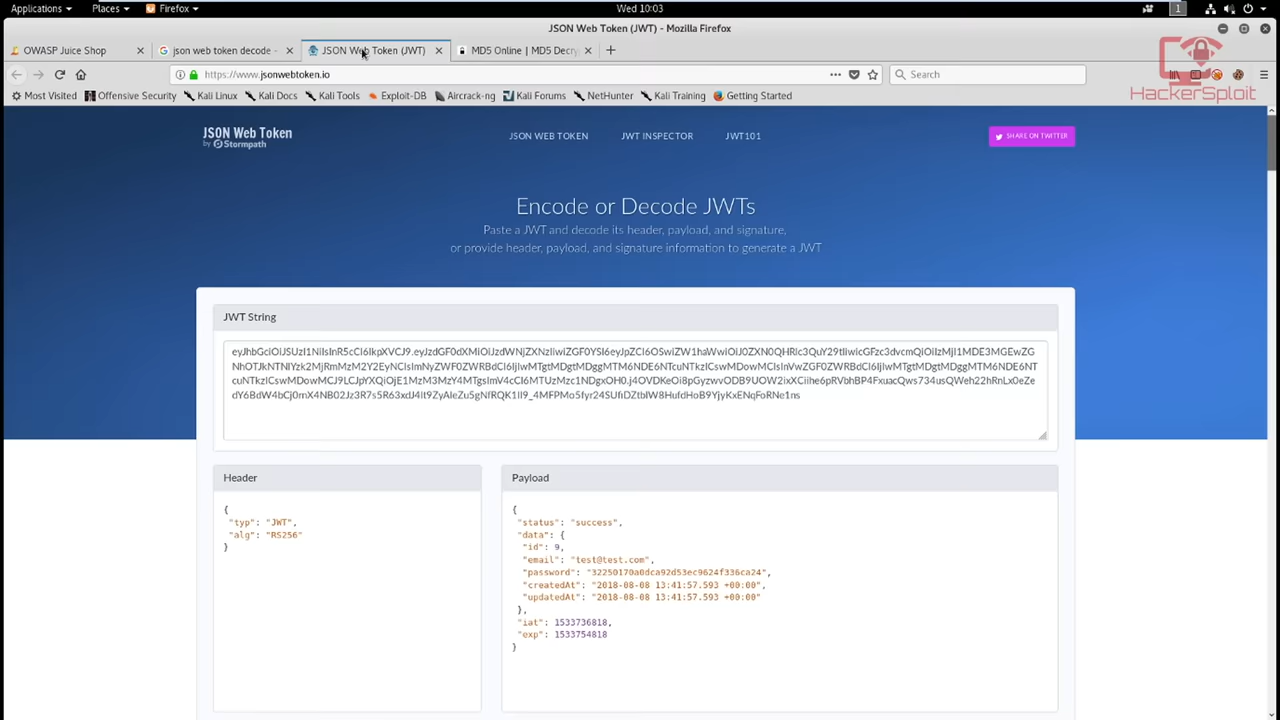 Applications Places Firefox Wed 10:03 1
JSON Web Token (JWT) - Mozilla Firefox
OWASP Juice Shop json web token decode - JSON Web Token (JWT) MD5 Online | MD5 Decry
https://www.jsonwebtoken.io Search
Most Visited Offensive Security Kali Linux Kali Docs Kali Tools Exploit-DB Aircrack-ng Kali Forums NetHunter Kali Training Getting Started
HackerSploit
JSON Web Token
by Stormpath
JSON WEB TOKEN JWT INSPECTOR JWT101 SHARE ON TWITTER
Encode or Decode JWTs
Paste a JWT and decode its header, payload, and signature,
or provide header, payload, and signature information to generate a JWT
JWT String
Header
{
"typ": "JWT",
"alg": "RS256"
}
Payload
{
"status": "success",
"data": {
"id": 9,
"email": "test@test.com",
"password": "32250170a0dca92d53ec9624f336ca24",
"createdAt": "2018-08-08 13:41:57.593 +00:00",
"updatedAt": "2018-08-08 13:41:57.593 +00:00"
},
"iat": 1533736818,
"exp": 1533754818
}